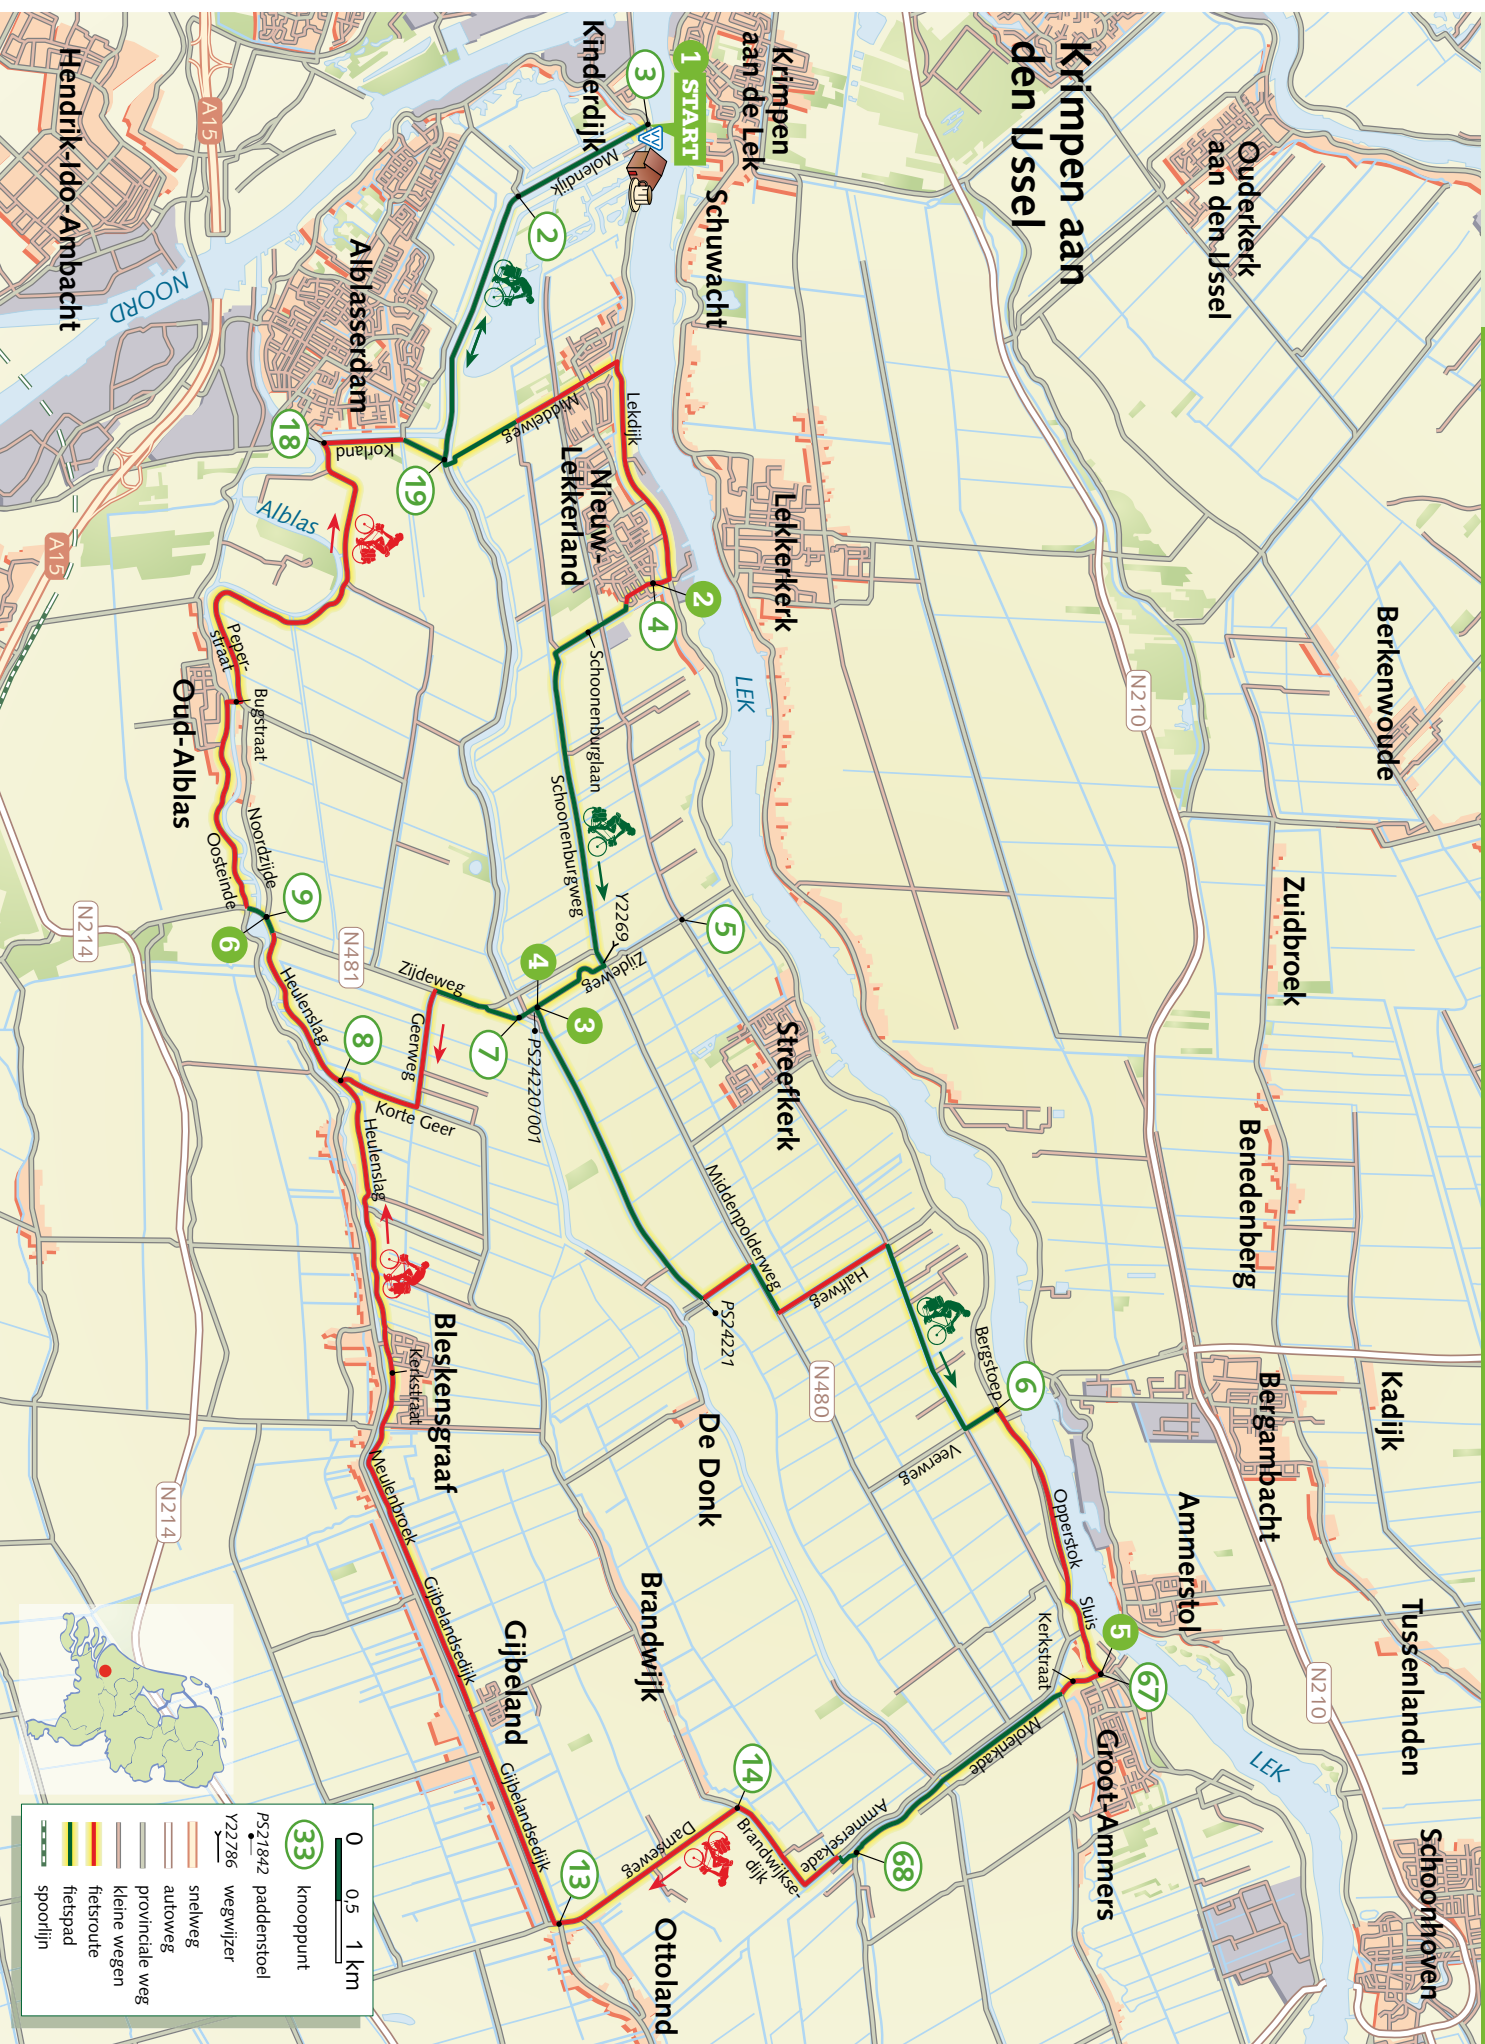 Krimpen aan
den IJssel
Ouderkerk
aan den IJssel
Berkenwoude
Zuidbroek
Benedenberg
Kadijk
Bergambacht
Tussenlanden
Schoonhoven
Ammerstol
Groot-Ammers
N210
N210
Krimpen
aan de Lek
Schuwacht
Lekkerkerk
LEK
LEK
1 START
3
Kinderdijk
Molendijk
2
Lekdijk
Middelweg
Nieuw-
Lekkerland
2
4
Schoonenburglaan
Schoonenburgweg
5
Y2269
Zijdeweg
Streefkerk
4
3
7
PS24220/001
Middenpolderweg
PS24221
Halfweg
N480
Bergstoep
6
Veerweg
Opperstok
Sluis
5
67
Kerkstraat
Molenkade
De Donk
Brandwijk
Ammersekade
68
14
Brandwijkse-
dijk
Damseweg
13
Ottoland
Hendrik-Ido-Ambacht
A15
NOORD
Alblasserdam
18
Korland
19
Alblas
A15
Peper-
straat
Bugstraat
Oud-Alblas
Noordzijde
Oosteinde
9
6
N481
N214
Zijdeweg
Geerweg
Heulenslag
8
Korte Geer
Heulenslag
Bleskensgraaf
Kerkstraat
Meulenbroek
N214
Gijbelandsedijk
Gijbeland
Gijbelandsedijk
0 0,5 1 km
33 knooppunt
PS21842 paddenstoel
Y22786 wegwijzer
snelweg
autoweg
provinciale weg
kleine wegen
fietsroute
fietspad
spoorlijn